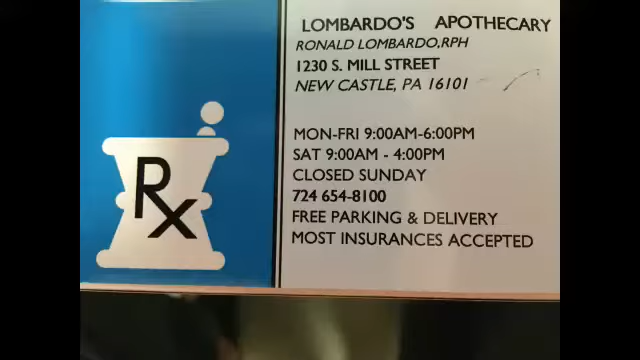 LOMBARDO'S APOTHECARY
RONALD LOMBARDO,RPH
1230 S. MILL STREET
NEW CASTLE, PA 16101
MON-FRI 9:00AM-6:00PM
SAT 9:00AM - 4:00PM
CLOSED SUNDAY
724 654-8100
FREE PARKING & DELIVERY
MOST INSURANCES ACCEPTED
Rx